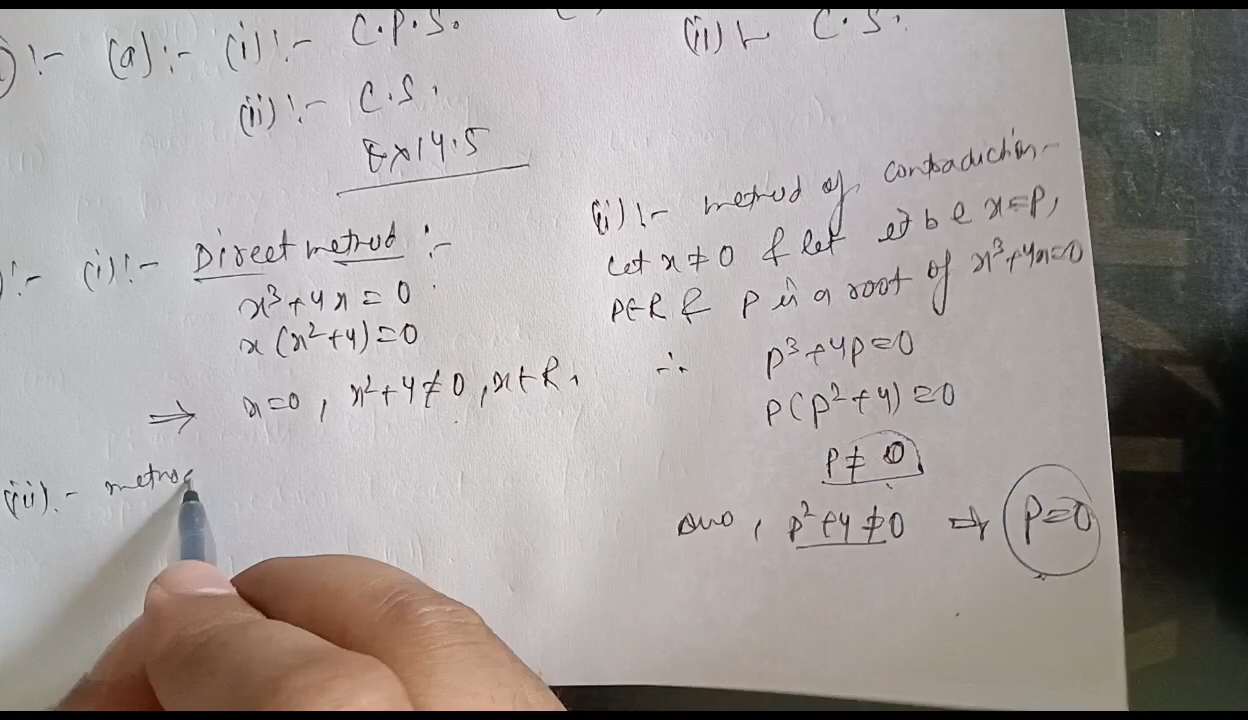 :- (a):- (i):- C.P.S.
(ii):- C.S.
(ii) :- C.S.
Ex 14.5
:- (i):- Direct method :-
x³+4x=0
x(x²+4)=0
⇒ x=0, x²+4≠0, x∈R,
(iii).- metho
(ii):- method of contradiction-
Let x≠0 & let it be x=P,
P∈R & P is a root of x³+4x=0
∴ p³+4p=0
P(p²+4)=0
P≠0
Also, p²+4≠0 ⇒ P=0